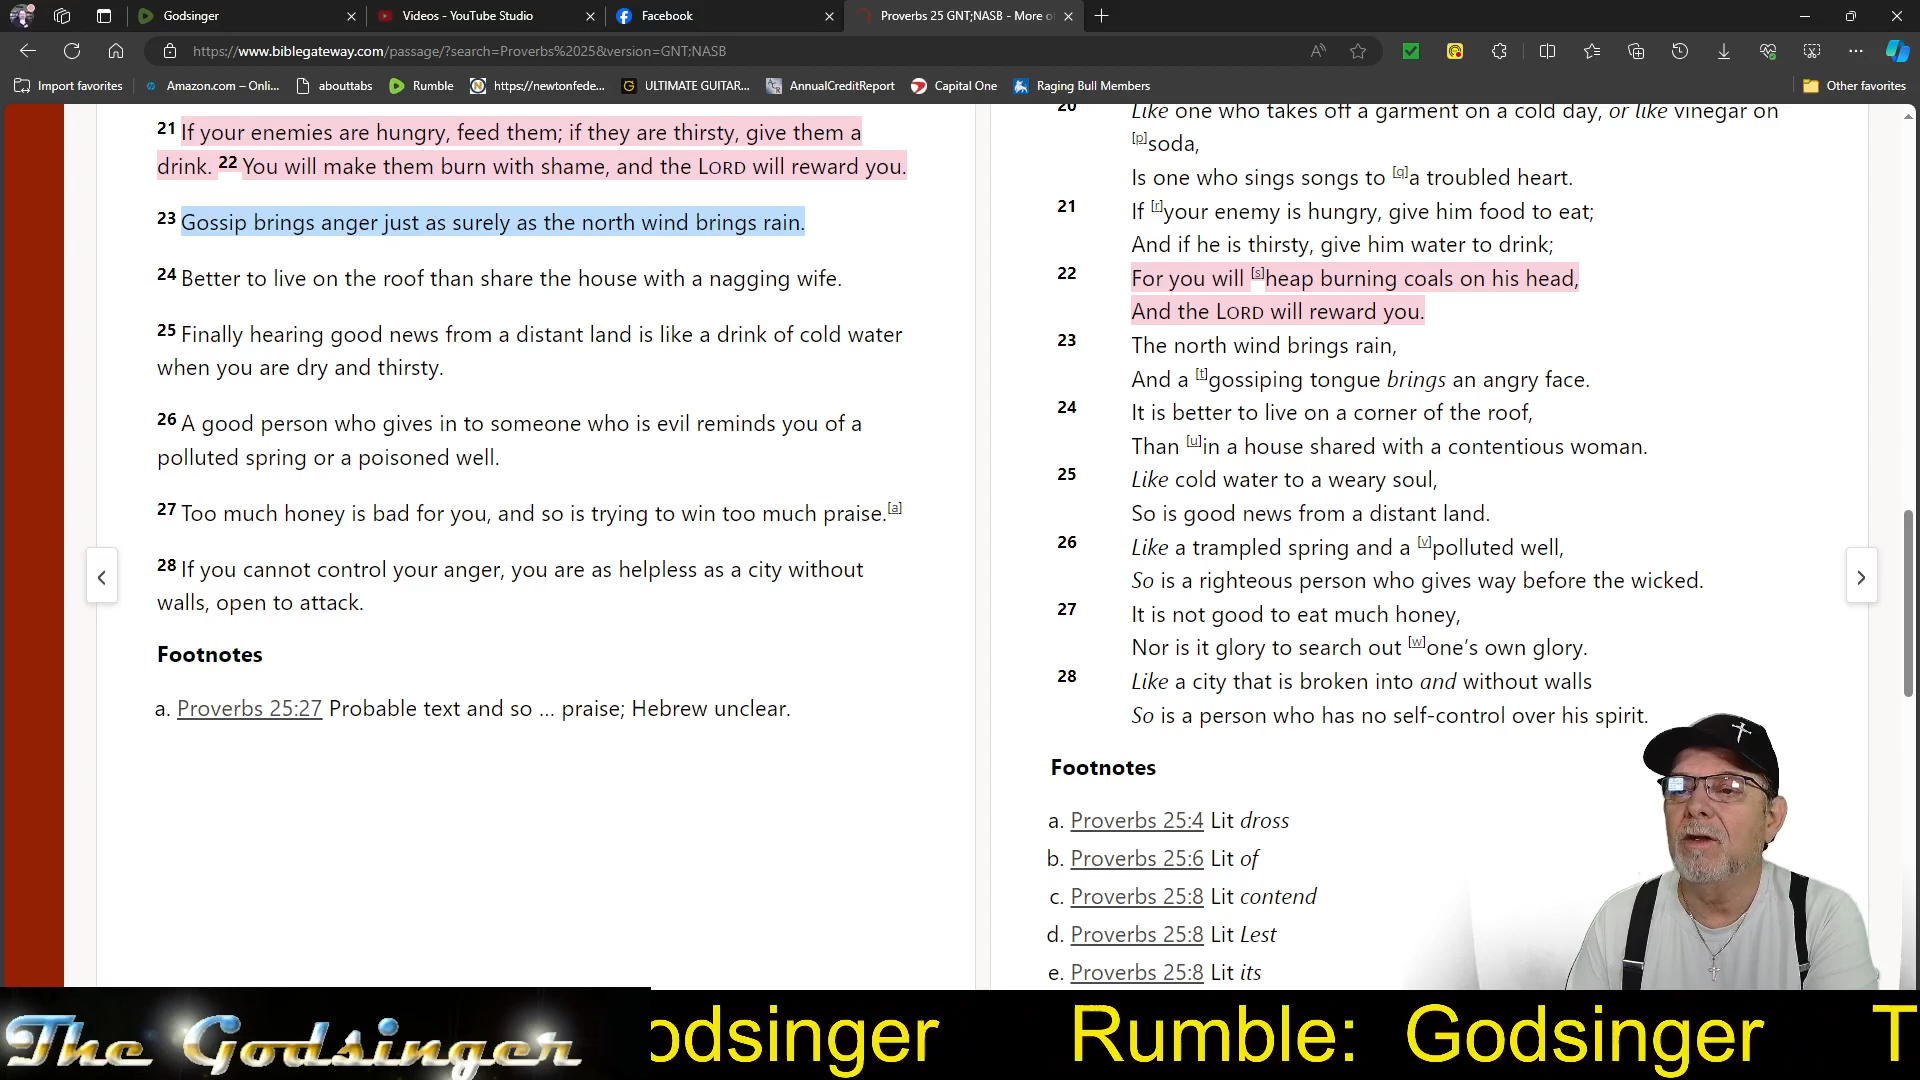 Godsinger
Videos - YouTube Studio
Facebook
Proverbs 25 GNT;NASB - More o
https://www.biblegateway.com/passage/?search=Proverbs%2025&version=GNT;NASB
Import favorites
Amazon.com – Onli...
abouttabs
Rumble
https://newtonfede...
ULTIMATE GUITAR...
AnnualCreditReport
Capital One
Raging Bull Members
Other favorites
21 If your enemies are hungry, feed them; if they are thirsty, give them a
drink. 22 You will make them burn with shame, and the LORD will reward you.
23 Gossip brings anger just as surely as the north wind brings rain.
24 Better to live on the roof than share the house with a nagging wife.
25 Finally hearing good news from a distant land is like a drink of cold water
when you are dry and thirsty.
26 A good person who gives in to someone who is evil reminds you of a
polluted spring or a poisoned well.
27 Too much honey is bad for you, and so is trying to win too much praise.[a]
28 If you cannot control your anger, you are as helpless as a city without
walls, open to attack.
Footnotes
a. Proverbs 25:27 Probable text and so ... praise; Hebrew unclear.
20 Like one who takes off a garment on a cold day, or like vinegar on
[p]soda,
Is one who sings songs to [q]a troubled heart.
21 If [r]your enemy is hungry, give him food to eat;
And if he is thirsty, give him water to drink;
22 For you will [s]heap burning coals on his head,
And the LORD will reward you.
23 The north wind brings rain,
And a [t]gossiping tongue brings an angry face.
24 It is better to live on a corner of the roof,
Than [u]in a house shared with a contentious woman.
25 Like cold water to a weary soul,
So is good news from a distant land.
26 Like a trampled spring and a [v]polluted well,
So is a righteous person who gives way before the wicked.
27 It is not good to eat much honey,
Nor is it glory to search out [w]one's own glory.
28 Like a city that is broken into and without walls
So is a person who has no self-control over his spirit.
Footnotes
a. Proverbs 25:4 Lit dross
b. Proverbs 25:6 Lit of
c. Proverbs 25:8 Lit contend
d. Proverbs 25:8 Lit Lest
e. Proverbs 25:8 Lit its
The Godsinger
odsinger Rumble: Godsinger T